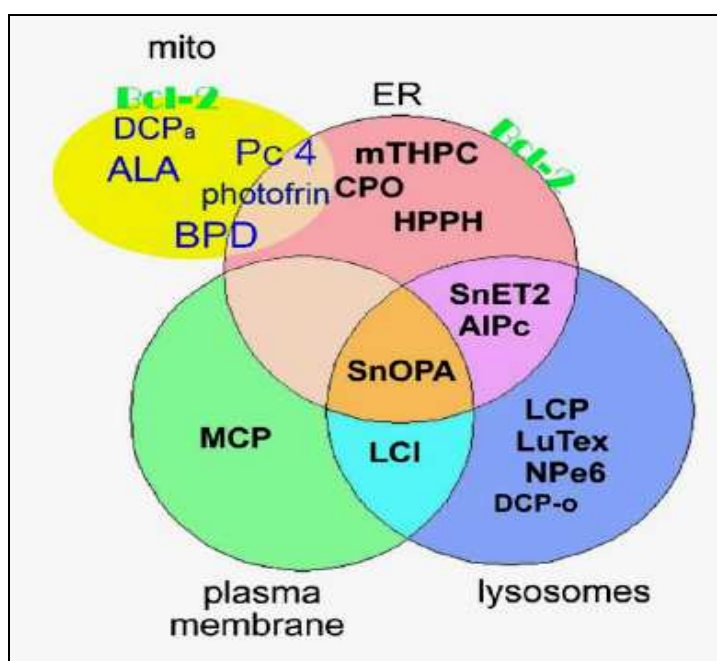 mito
Bcl-2
DCPa
ALA
Pc 4
photofrin
BPD
ER
Bcl-2
mTHPC
CPO
HPPH
SnET2
AlPc
SnOPA
MCP
LCl
LCP
LuTex
NPe6
DCP-o
plasma
membrane
lysosomes